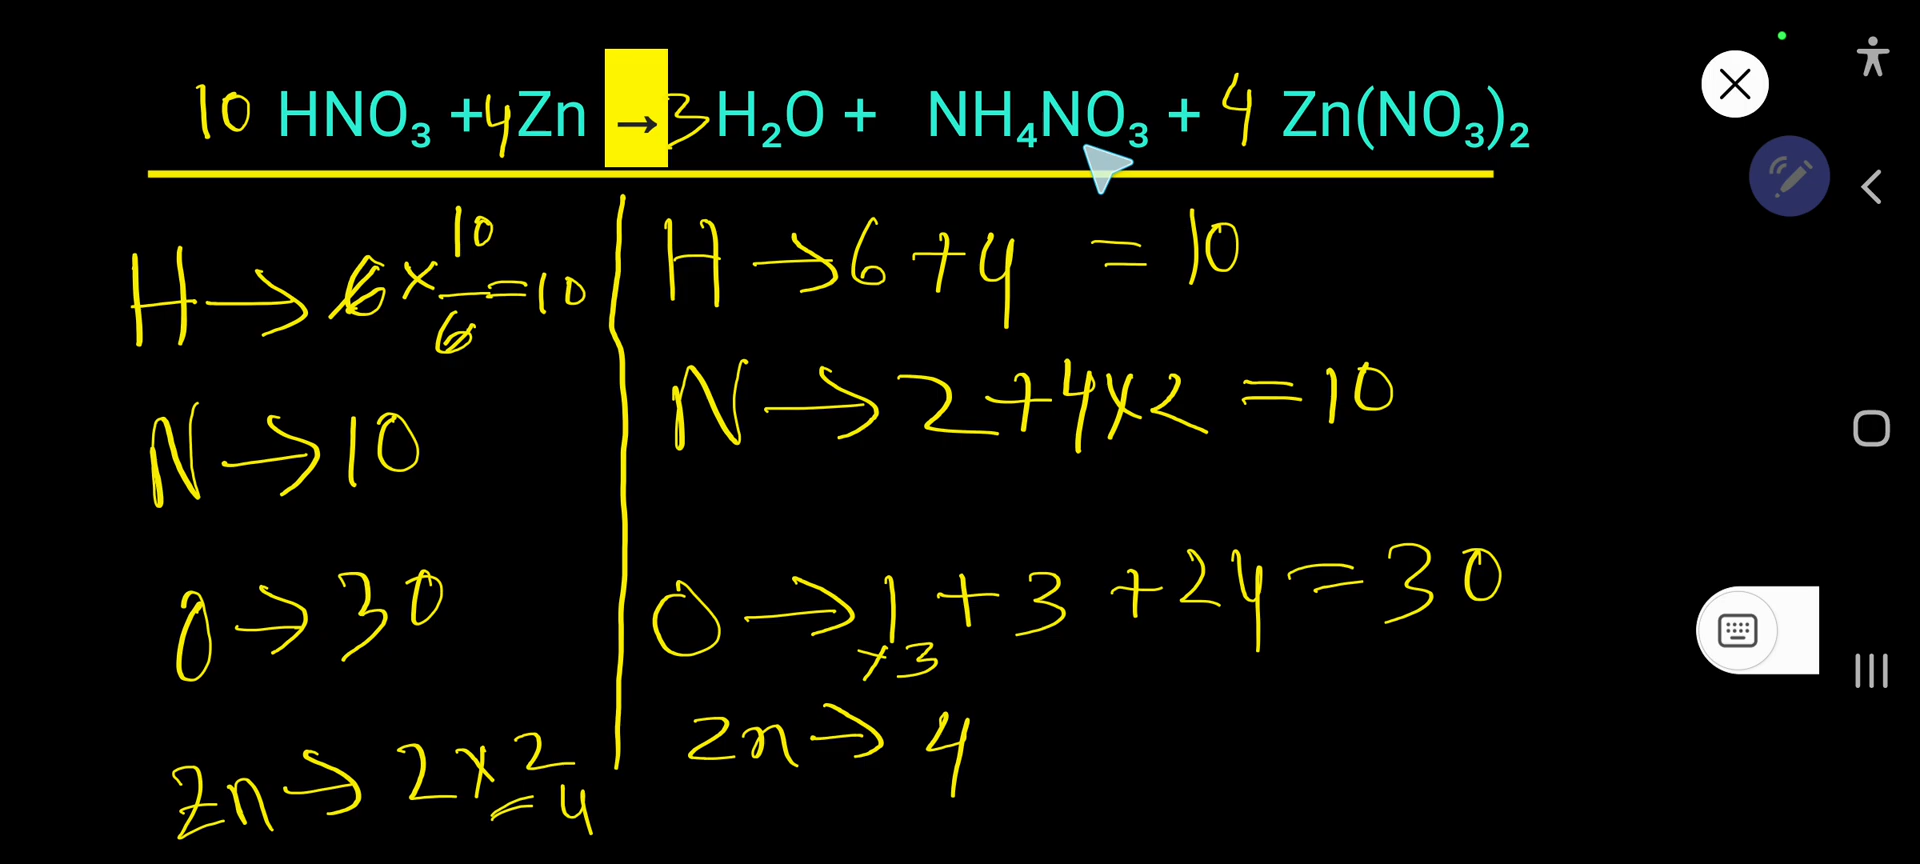 10 HNO₃ +4Zn →3H₂O + NH₄NO₃ + 4 Zn(NO₃)₂
H → 6 × 10/6 = 10
N → 10
O → 30
Zn → 2 × 2 = 4
H → 6 + 4 = 10
N → 2 + 4 × 2 = 10
O → 1 × 3 + 3 + 24 = 30
Zn → 4